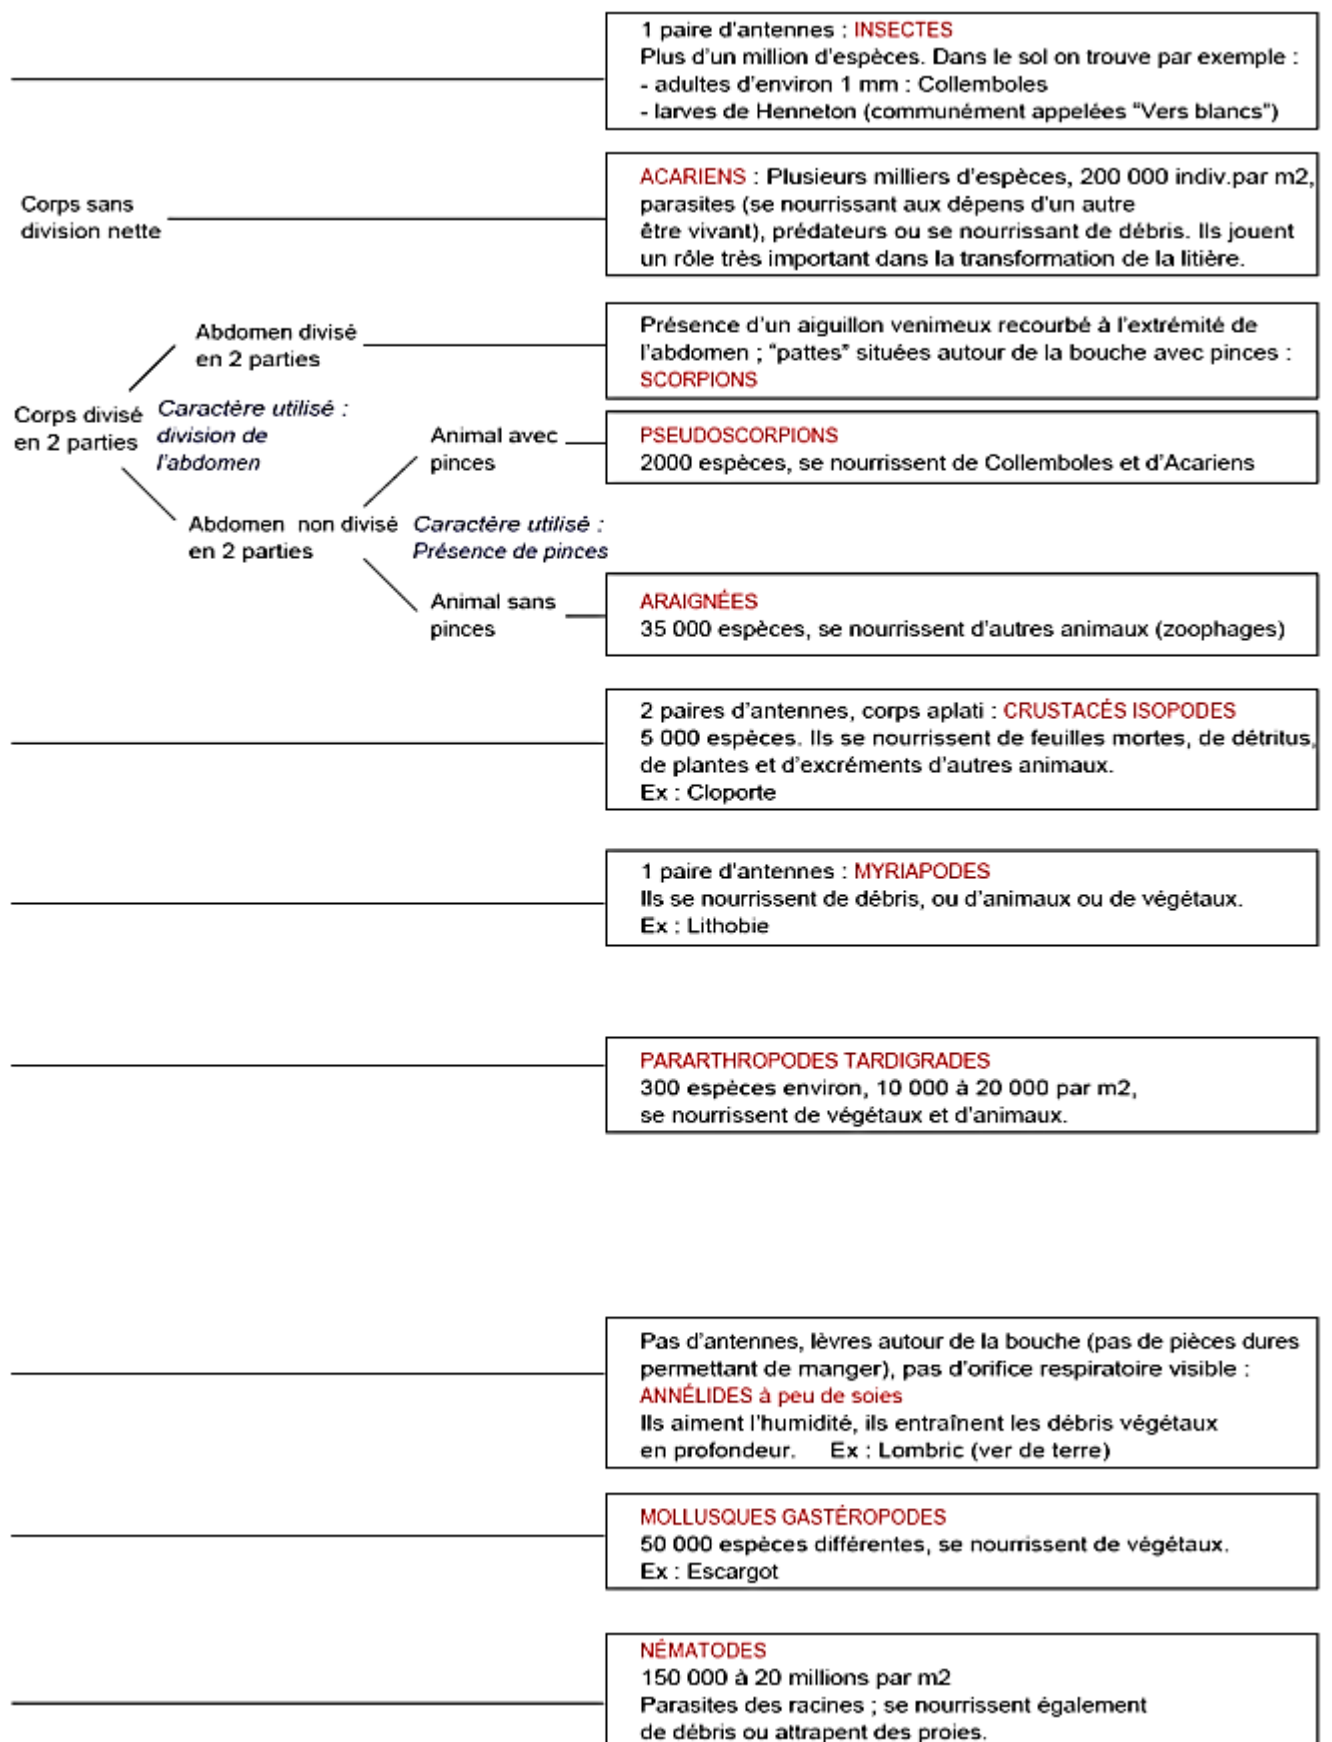 1 paire d'antennes : INSECTES
Plus d'un million d'espèces. Dans le sol on trouve par exemple :
- adultes d'environ 1 mm : Collemboles
- larves de Henneton (communément appelées "Vers blancs")
Corps sans
division nette
ACARIENS : Plusieurs milliers d'espèces, 200 000 indiv.par m2,
parasites (se nourrissant aux dépens d'un autre
être vivant), prédateurs ou se nourrissant de débris. Ils jouent
un rôle très important dans la transformation de la litière.
Corps divisé
en 2 parties
Caractère utilisé :
division de
l'abdomen
Abdomen divisé
en 2 parties
Présence d'un aiguillon venimeux recourbé à l'extrémité de
l'abdomen ; "pattes" situées autour de la bouche avec pinces :
SCORPIONS
Abdomen non divisé
en 2 parties
Caractère utilisé :
Présence de pinces
Animal avec
pinces
PSEUDOSCORPIONS
2000 espèces, se nourrissent de Collemboles et d'Acariens
Animal sans
pinces
ARAIGNÉES
35 000 espèces, se nourrissent d'autres animaux (zoophages)
2 paires d'antennes, corps aplati : CRUSTACÉS ISOPODES
5 000 espèces. Ils se nourrissent de feuilles mortes, de détritus,
de plantes et d'excréments d'autres animaux.
Ex : Cloporte
1 paire d'antennes : MYRIAPODES
Ils se nourrissent de débris, ou d'animaux ou de végétaux.
Ex : Lithobie
PARARTHROPODES TARDIGRADES
300 espèces environ, 10 000 à 20 000 par m2,
se nourrissent de végétaux et d'animaux.
Pas d'antennes, lèvres autour de la bouche (pas de pièces dures
permettant de manger), pas d'orifice respiratoire visible :
ANNÉLIDES à peu de soies
Ils aiment l'humidité, ils entraînent les débris végétaux
en profondeur. Ex : Lombric (ver de terre)
MOLLUSQUES GASTÉROPODES
50 000 espèces différentes, se nourrissent de végétaux.
Ex : Escargot
NÉMATODES
150 000 à 20 millions par m2
Parasites des racines ; se nourrissent également
de débris ou attrapent des proies.